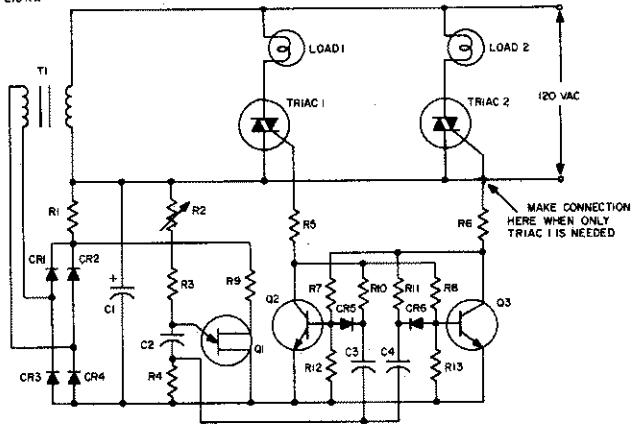 LOAD 1
LOAD 2
T1
TRIAC 1
TRIAC 2
120 VAC
MAKE CONNECTION
HERE WHEN ONLY
TRIAC 1 IS NEEDED
R1
R2
R5
R6
CR1
CR2
R3
R9
C1
Q2
R7
R10
R11
R8
Q3
CR5
CR6
C2
Q1
CR3
CR4
R4
R12
C3
C4
R13